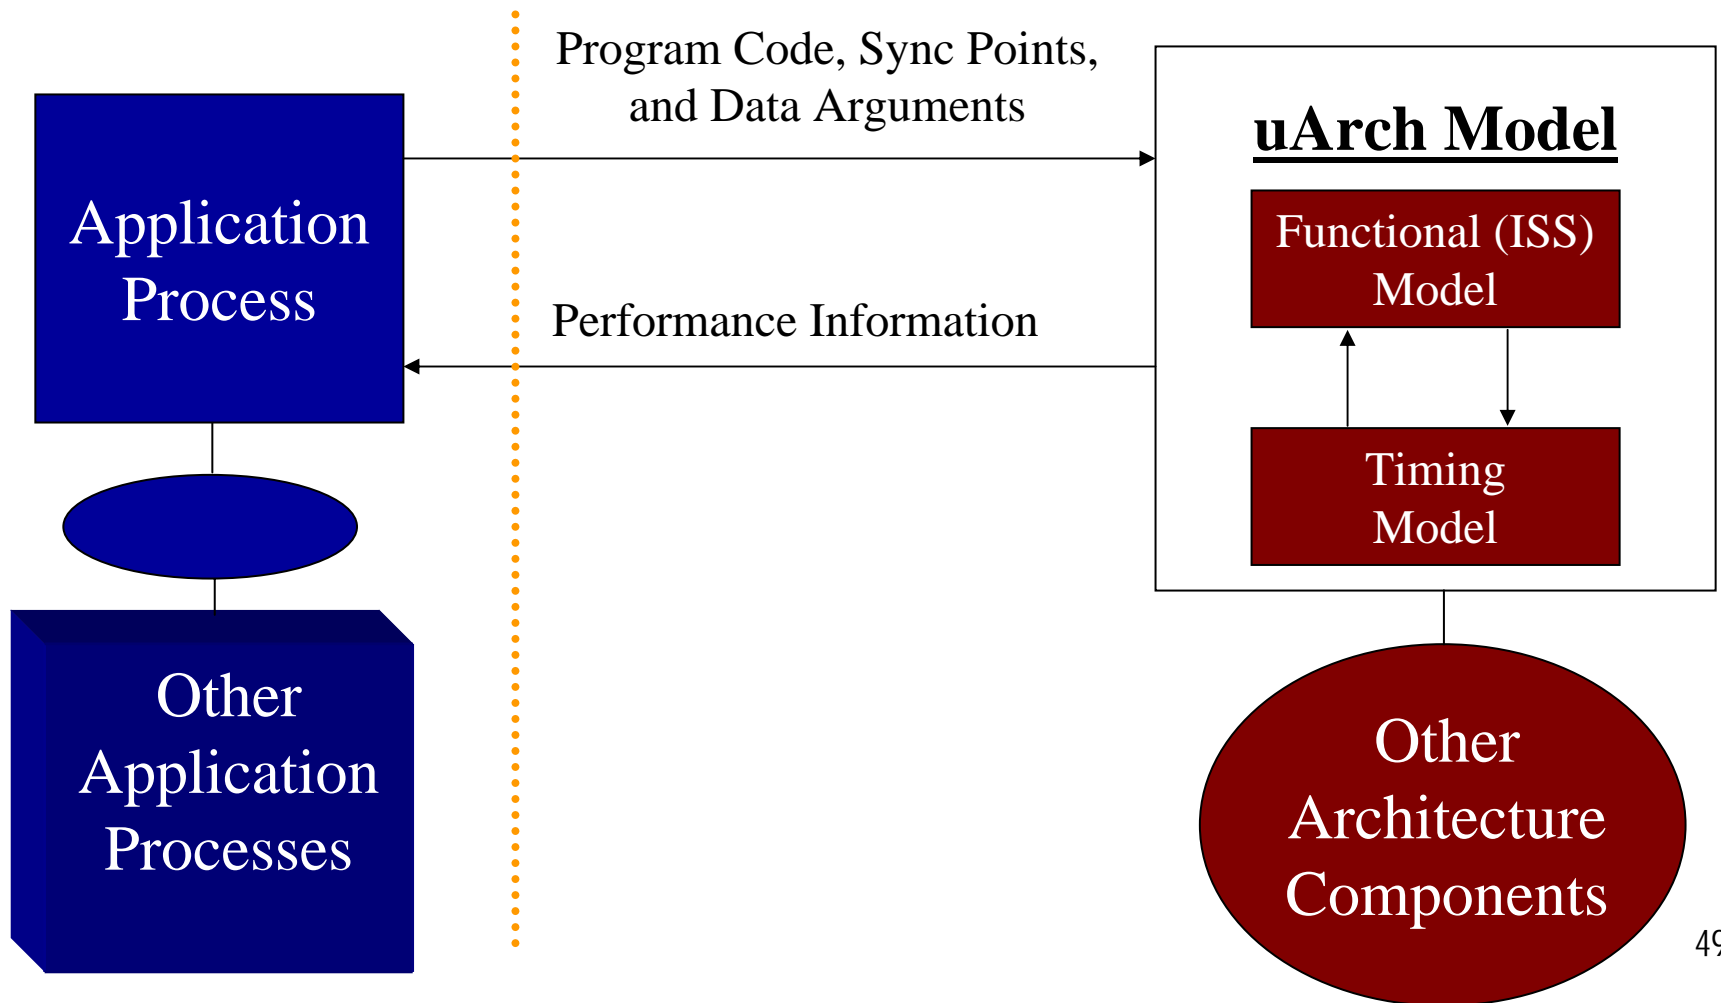 Program Code, Sync Points,
and Data Arguments
uArch Model
Application
Process
Functional (ISS)
Model
Performance Information
Timing
Model
Other
Application
Processes
Other
Architecture
Components
49